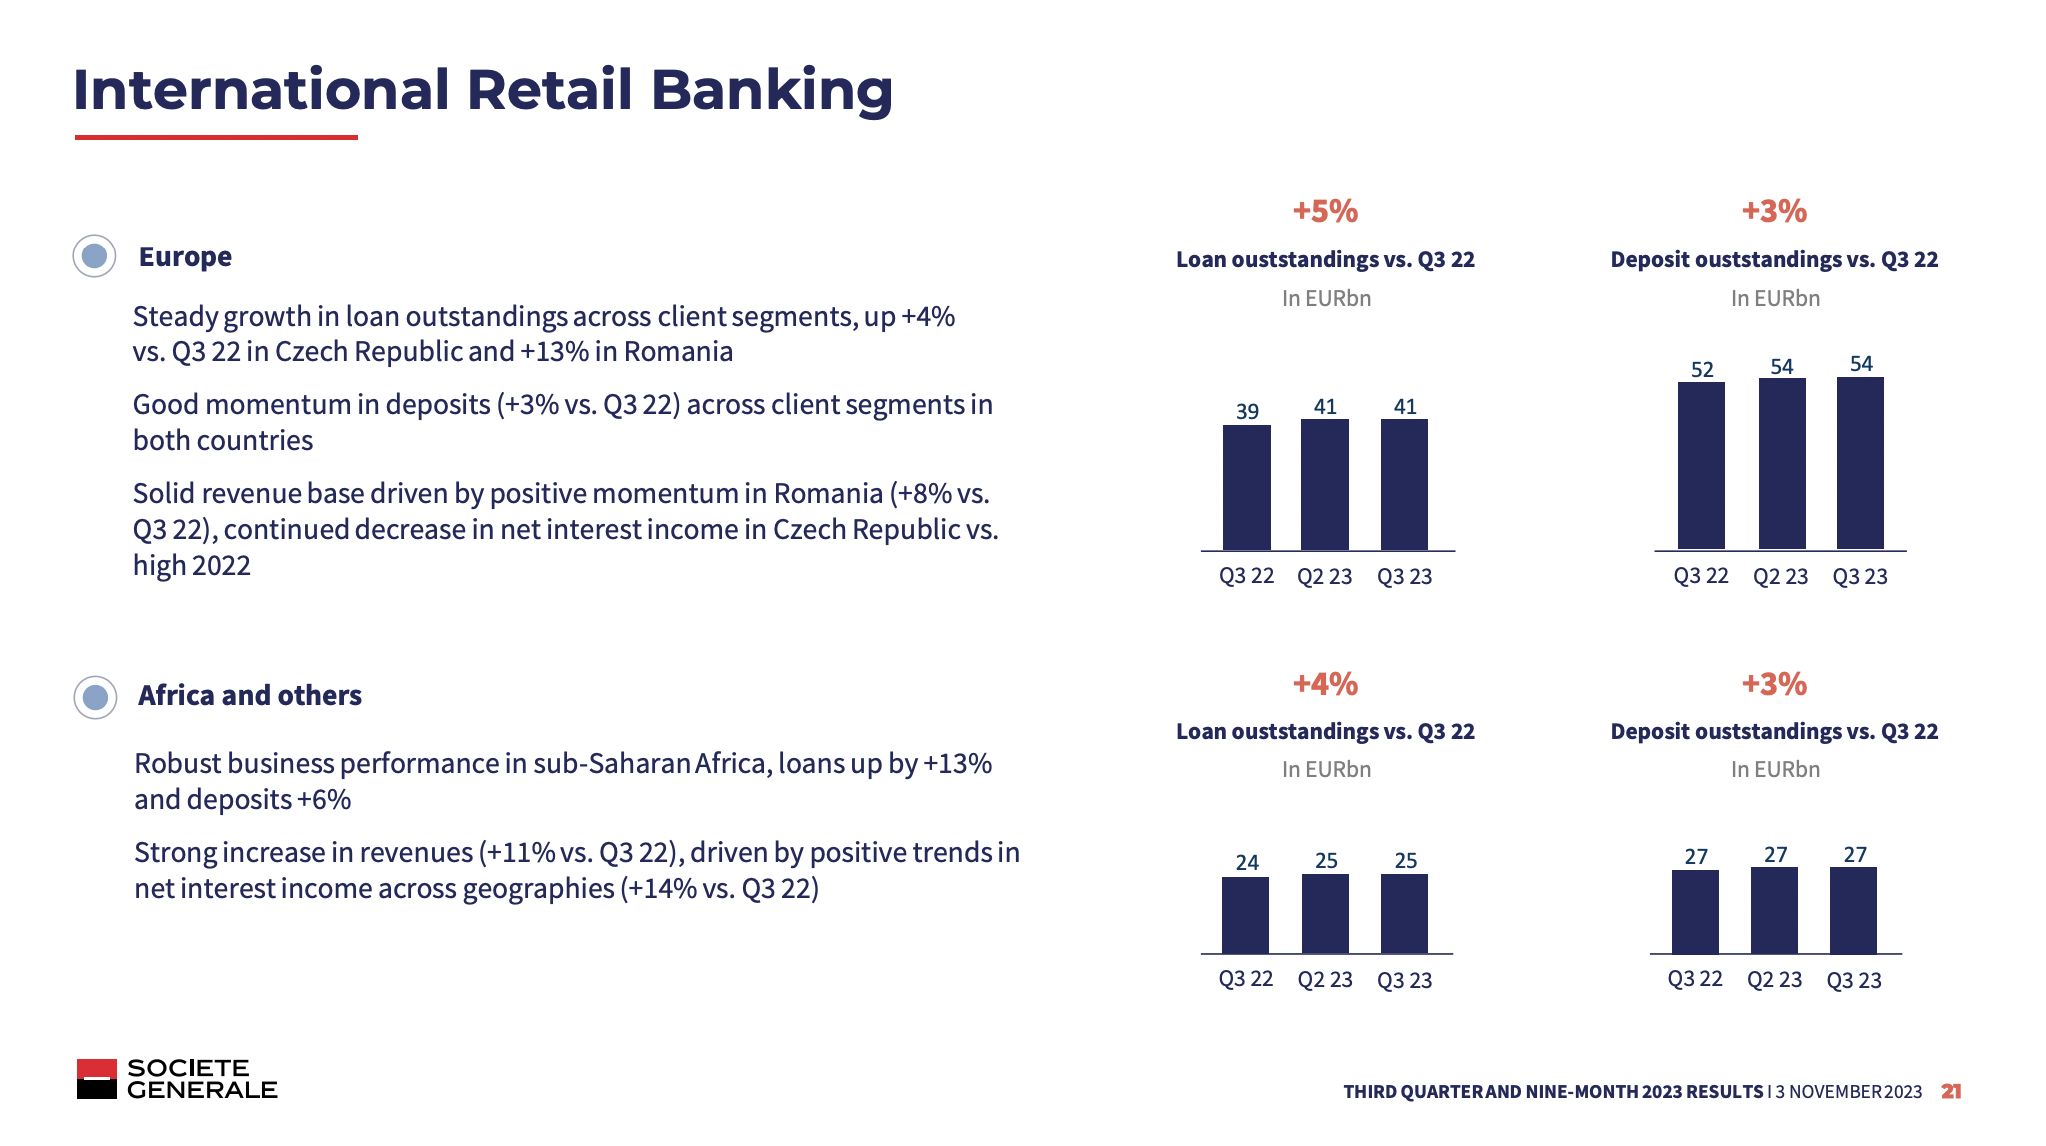 International Retail Banking
Europe
Steady growth in loan outstandings across client segments, up +4%
vs. Q3 22 in Czech Republic and +13% in Romania
Good momentum in deposits (+3% vs. Q3 22) across client segments in
both countries
Solid revenue base driven by positive momentum in Romania (+8% vs.
Q3 22), continued decrease in net interest income in Czech Republic vs.
high 2022
+5%
Loan ouststandings vs. Q3 22
In EURbn
39 41 41
Q3 22 Q2 23 Q3 23
+3%
Deposit ouststandings vs. Q3 22
In EURbn
52 54 54
Q3 22 Q2 23 Q3 23
Africa and others
Robust business performance in sub-Saharan Africa, loans up by +13%
and deposits +6%
Strong increase in revenues (+11% vs. Q3 22), driven by positive trends in
net interest income across geographies (+14% vs. Q3 22)
+4%
Loan ouststandings vs. Q3 22
In EURbn
24 25 25
Q3 22 Q2 23 Q3 23
+3%
Deposit ouststandings vs. Q3 22
In EURbn
27 27 27
Q3 22 Q2 23 Q3 23
SOCIETE
GENERALE
THIRD QUARTER AND NINE-MONTH 2023 RESULTS I 3 NOVEMBER 2023 21